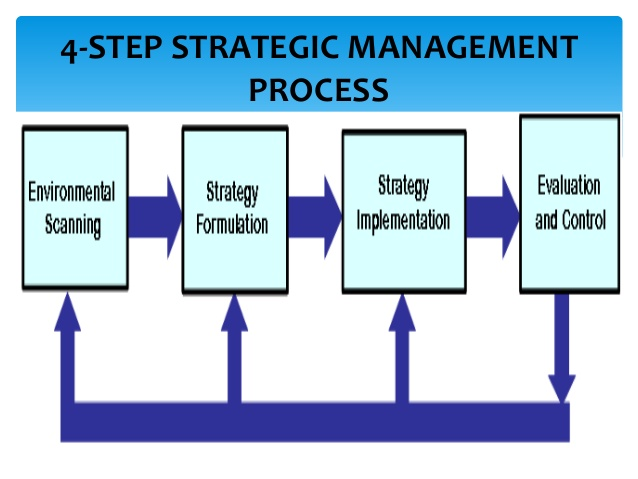 4-STEP STRATEGIC MANAGEMENT
PROCESS
Environmental
Scanning
Strategy
Formulation
Strategy
Implementation
Evaluation
and Control